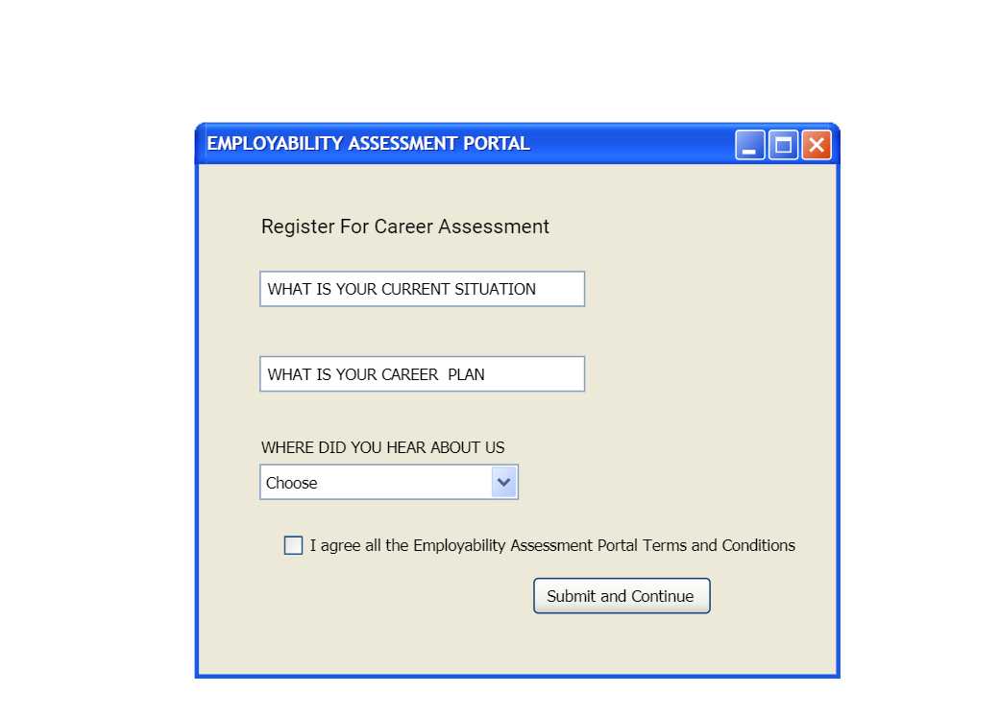 EMPLOYABILITY ASSESSMENT PORTAL
Register For Career Assessment
WHAT IS YOUR CURRENT SITUATION
WHAT IS YOUR CAREER  PLAN
WHERE DID YOU HEAR ABOUT US
Choose
I agree all the Employability Assessment Portal Terms and Conditions
Submit and Continue